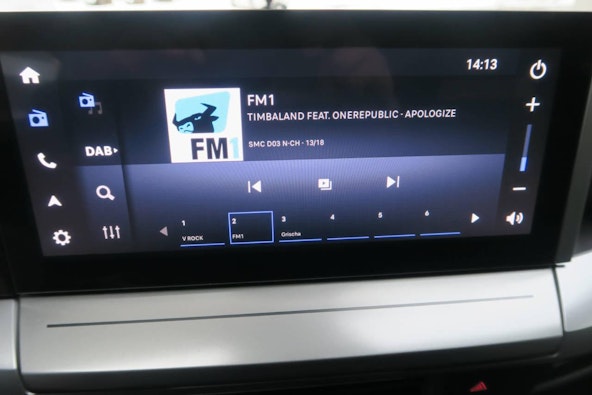 14:13
FM1
FM1
TIMBALAND FEAT. ONEREPUBLIC - APOLOGIZE
SMC D03 N-CH - 13/18
DAB
1 2 3 4 5 6
V ROCK FM1 Grischa